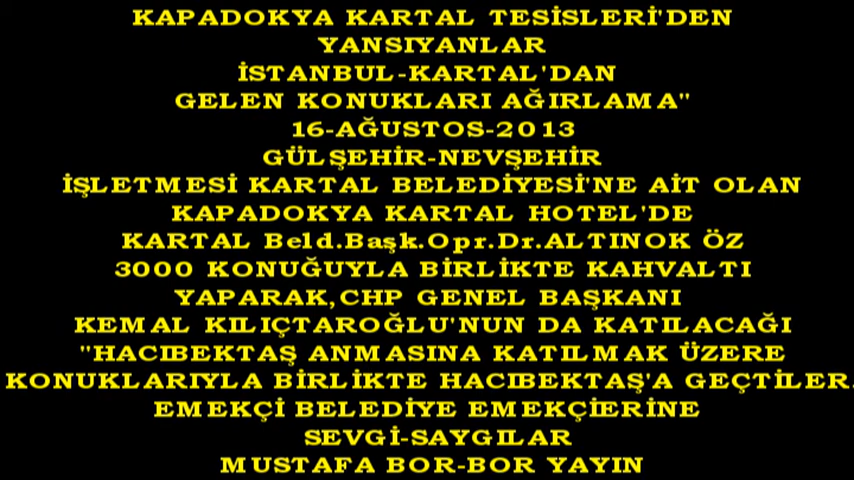 KAPADOKYA KARTAL TESİSLERİ'DEN
YANSIYANLAR
İSTANBUL-KARTAL'DAN
GELEN KONUKLARI AĞIRLAMA"
16-AĞUSTOS-2013
GÜLŞEHİR-NEVŞEHİR
İŞLETMESİ KARTAL BELEDİYESİ'NE AİT OLAN
KAPADOKYA KARTAL HOTEL'DE
KARTAL Beld.Başk.Opr.Dr.ALTINOK ÖZ
3000 KONUĞUYLA BİRLİKTE KAHVALTI
YAPARAK,CHP GENEL BAŞKANI
KEMAL KILIÇTAROĞLU'NUN DA KATILACAĞI
"HACIBEKTAŞ ANMASINA KATILMAK ÜZERE
KONUKLARIYLA BİRLİKTE HACIBEKTAŞ'A GEÇTİLER.
EMEKÇİ BELEDİYE EMEKÇİERİNE
SEVGİ-SAYGILAR
MUSTAFA BOR-BOR YAYIN